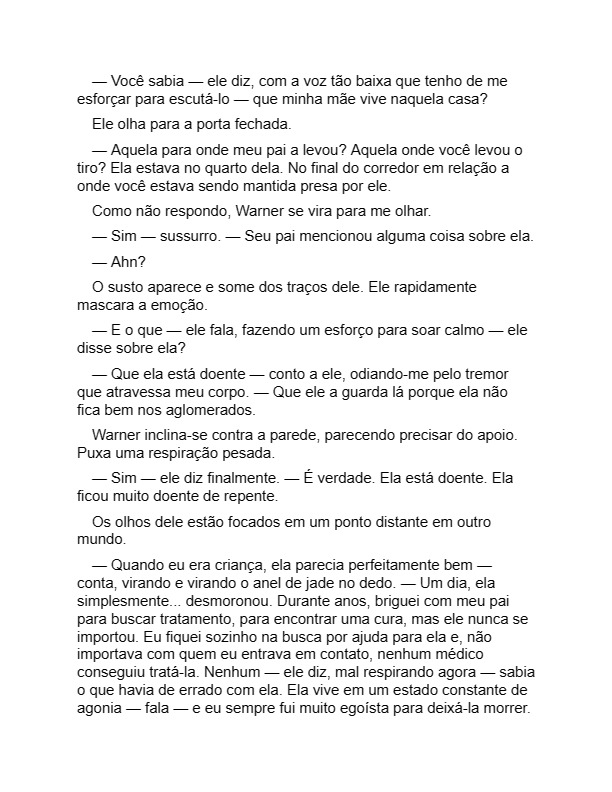 — Você sabia — ele diz, com a voz tão baixa que tenho de me
esforçar para escutá-lo — que minha mãe vive naquela casa?
Ele olha para a porta fechada.
— Aquela para onde meu pai a levou? Aquela onde você levou o
tiro? Ela estava no quarto dela. No final do corredor em relação a
onde você estava sendo mantida presa por ele.
Como não respondo, Warner se vira para me olhar.
— Sim — sussurro. — Seu pai mencionou alguma coisa sobre ela.
— Ahn?
O susto aparece e some dos traços dele. Ele rapidamente
mascara a emoção.
— E o que — ele fala, fazendo um esforço para soar calmo — ele
disse sobre ela?
— Que ela está doente — conto a ele, odiando-me pelo tremor
que atravessa meu corpo. — Que ele a guarda lá porque ela não
fica bem nos aglomerados.
Warner inclina-se contra a parede, parecendo precisar do apoio.
Puxa uma respiração pesada.
— Sim — ele diz finalmente. — É verdade. Ela está doente. Ela
ficou muito doente de repente.
Os olhos dele estão focados em um ponto distante em outro
mundo.
— Quando eu era criança, ela parecia perfeitamente bem —
conta, virando e virando o anel de jade no dedo. — Um dia, ela
simplesmente... desmoronou. Durante anos, briguei com meu pai
para buscar tratamento, para encontrar uma cura, mas ele nunca se
importou. Eu fiquei sozinho na busca por ajuda para ela e, não
importava com quem eu entrava em contato, nenhum médico
conseguiu tratá-la. Nenhum — ele diz, mal respirando agora — sabia
o que havia de errado com ela. Ela vive em um estado constante de
agonia — fala — e eu sempre fui muito egoísta para deixá-la morrer.